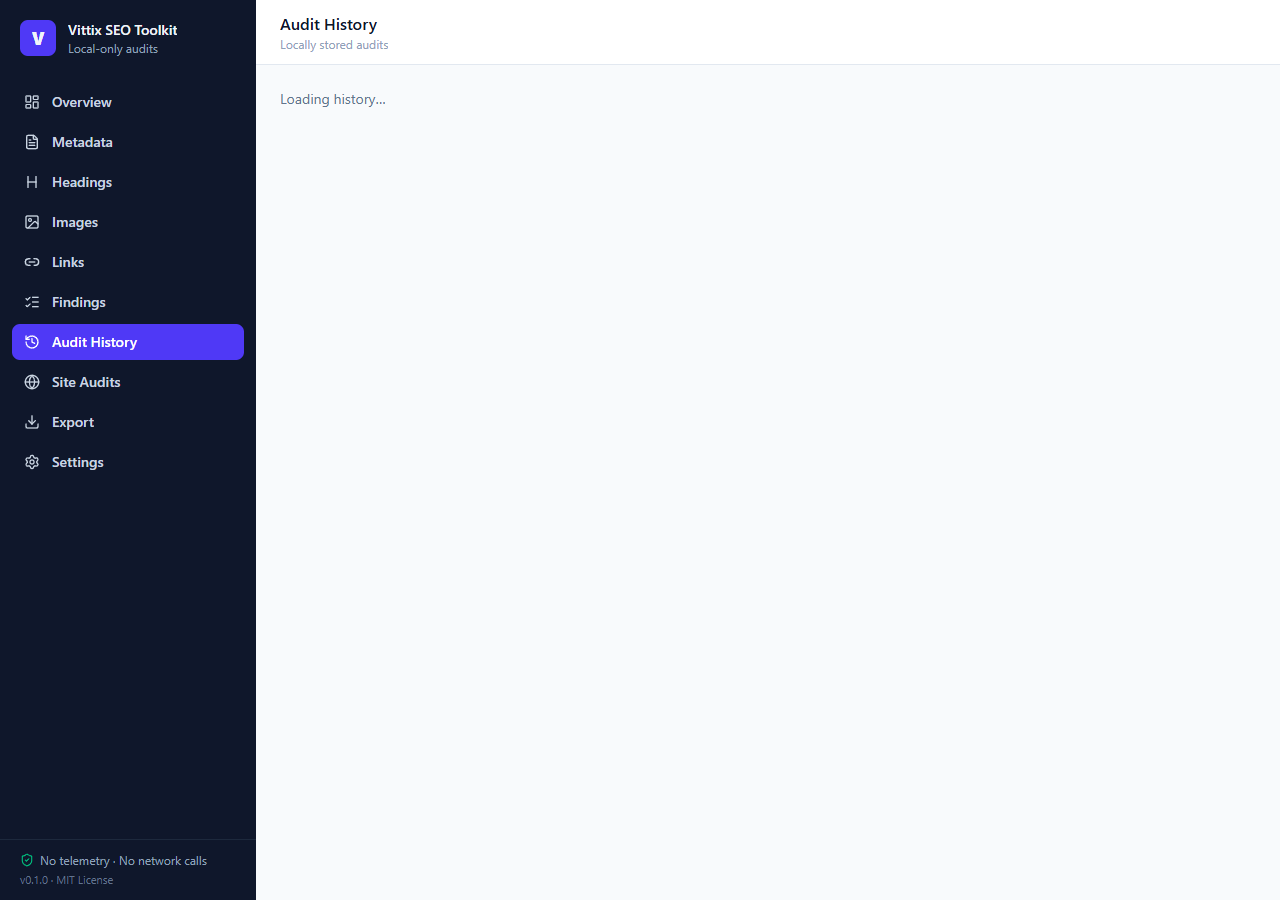 V
Vittix SEO Toolkit
Local-only audits
Overview
Metadata
Headings
Images
Links
Findings
Audit History
Site Audits
Export
Settings
No telemetry · No network calls
v0.1.0 · MIT License
Audit History
Locally stored audits
Loading history...